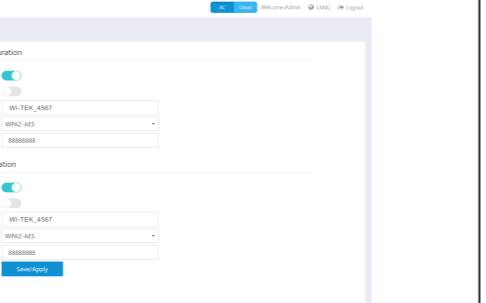 AC Cloud Welcome:Admin LANG Logout
uration
WI-TEK_4567
WPA2-AES
88888888
ation
WI-TEK_4567
WPA2-AES
88888888
Save/Apply